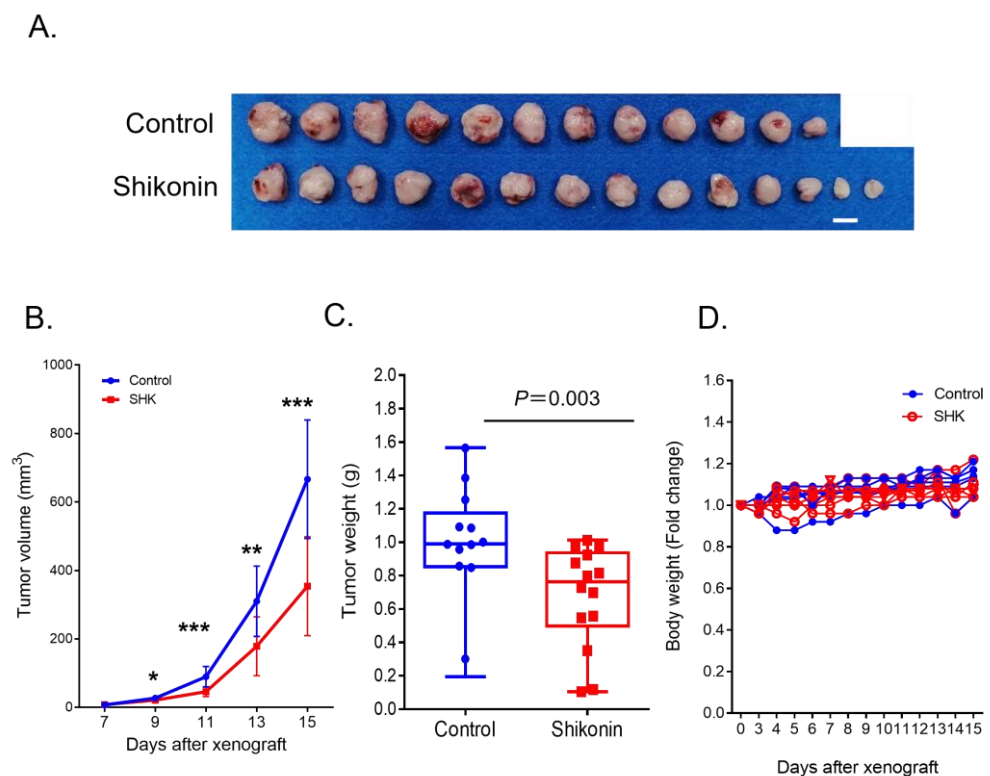 A.
Control
Shikonin
B.
Tumor volume (mm³)
1000
800
600
400
200
0
Control
SHK
*
***
**
***
7 9 11 13 15
Days after xenograft
C.
Tumor weight (g)
2.0
1.8
1.6
1.4
1.2
1.0
0.8
0.6
0.4
0.2
0.0
P=0.003
Control Shikonin
D.
Body weight (Fold change)
1.6
1.4
1.2
1.0
0.8
0.6
0.4
0.2
0.0
Control
SHK
0 3 4 5 6 7 8 9 10 11 12 13 14 15
Days after xenograft